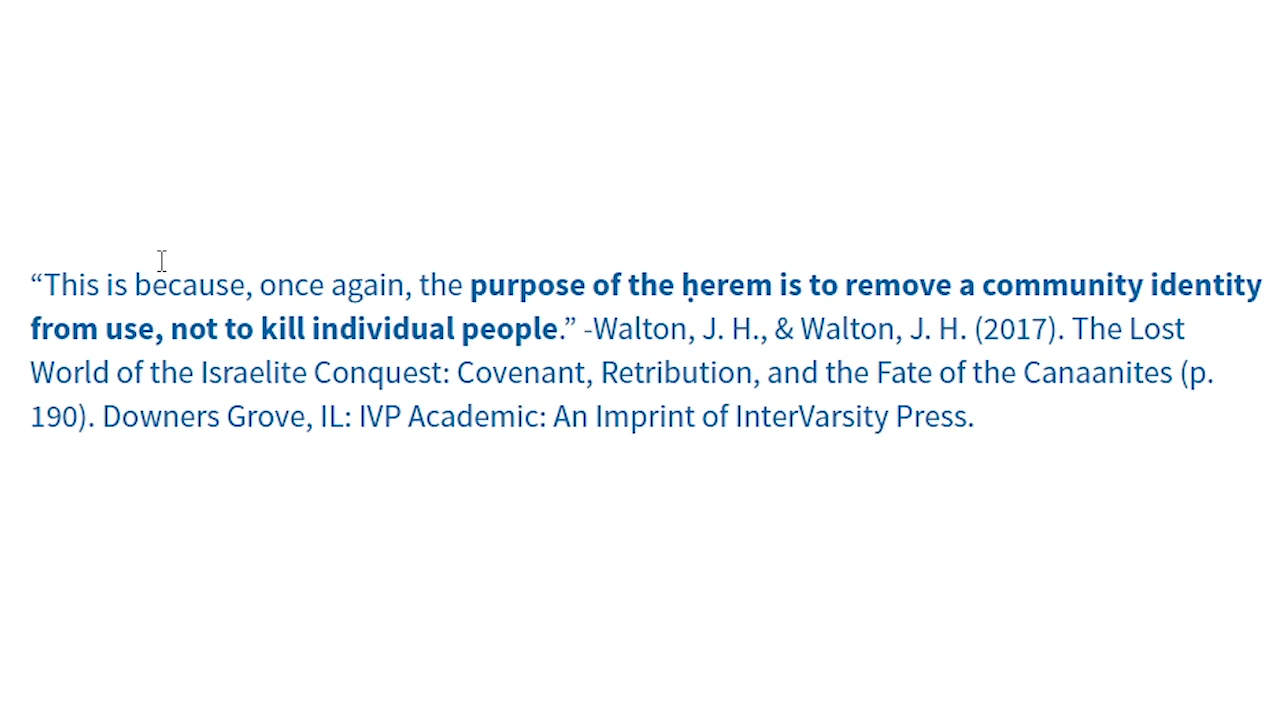 “This is because, once again, the purpose of the ḥerem is to remove a community identity
from use, not to kill individual people.” -Walton, J. H., & Walton, J. H. (2017). The Lost
World of the Israelite Conquest: Covenant, Retribution, and the Fate of the Canaanites (p.
190). Downers Grove, IL: IVP Academic: An Imprint of InterVarsity Press.